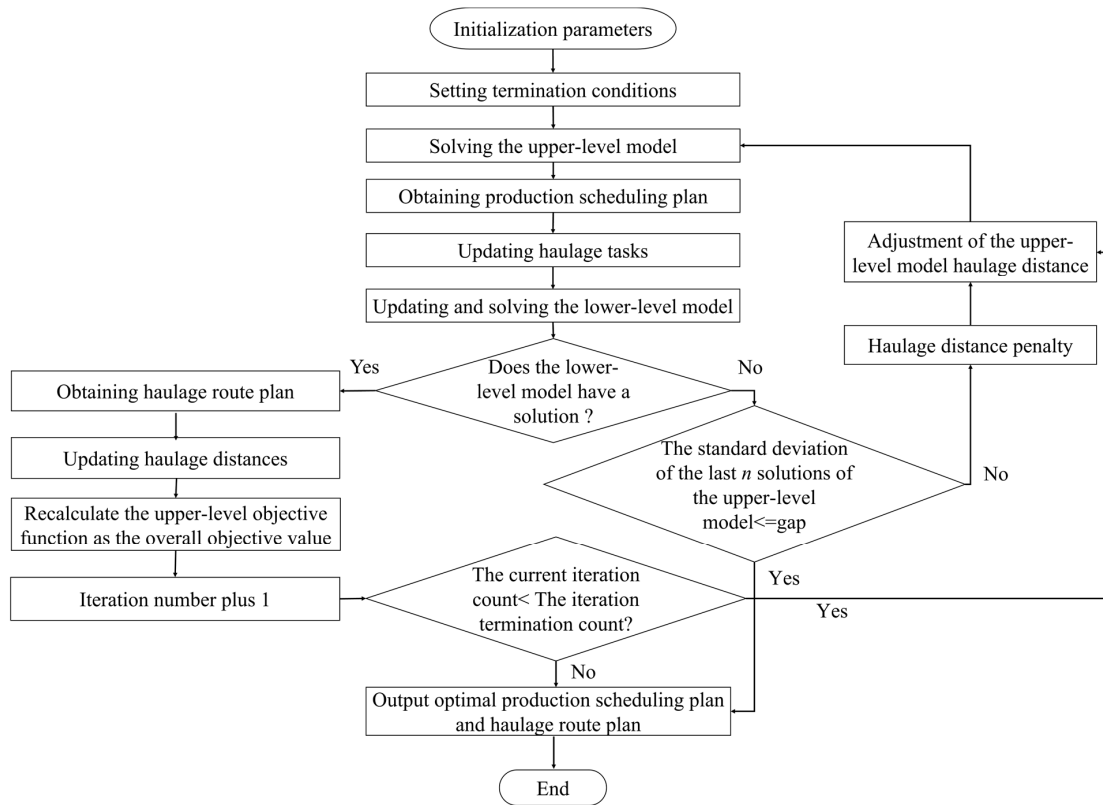 Initialization parameters
Setting termination conditions
Solving the upper-level model
Obtaining production scheduling plan
Updating haulage tasks
Updating and solving the lower-level model
Does the lower-
level model have a
solution ?
Yes
No
Obtaining haulage route plan
Updating haulage distances
Recalculate the upper-level objective
function as the overall objective value
Iteration number plus 1
The standard deviation
of the last n solutions of
the upper-level
model<=gap
No
Yes
Haulage distance penalty
Adjustment of the upper-
level model haulage distance
The current iteration
count< The iteration
termination count?
Yes
No
Output optimal production scheduling plan
and haulage route plan
End